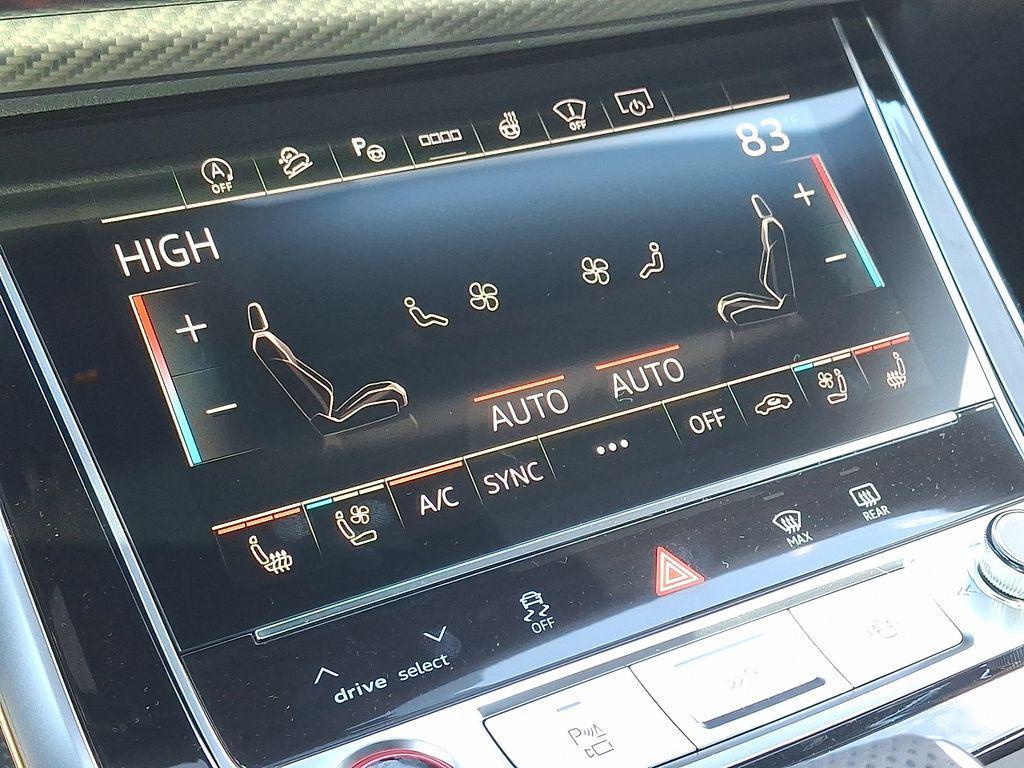 A
OFF
P
OFF
83
HIGH
+
+
−
−
AUTO
AUTO
OFF
SYNC
A/C
•••
REAR
MAX
OFF
drive select
P